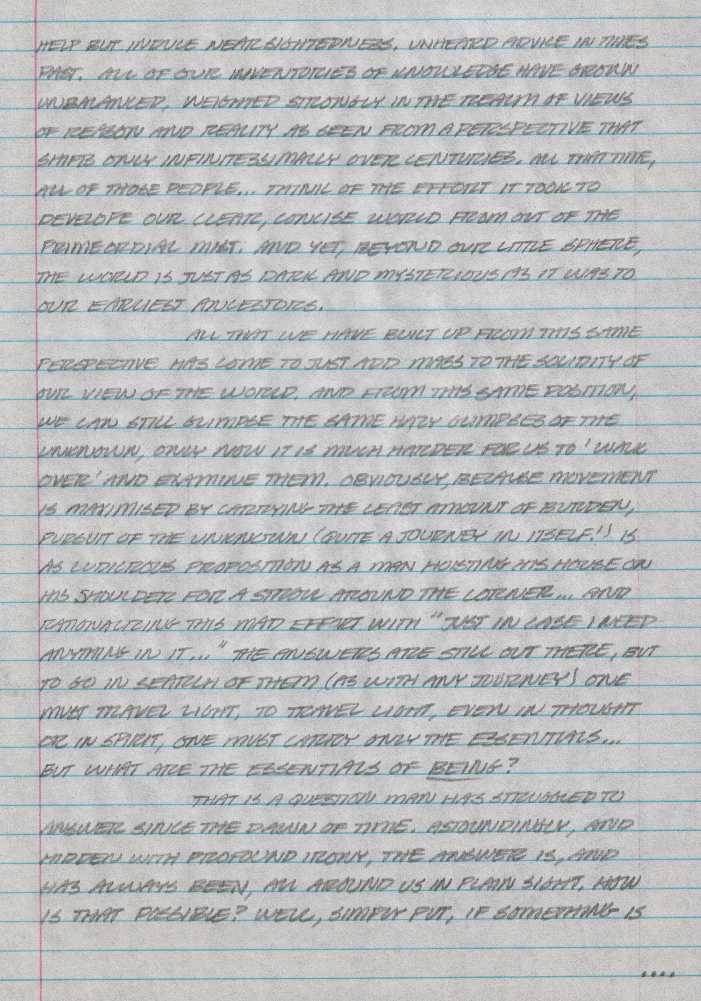 HELP BUT INDUCE NEARSIGHTEDNESS. UNHEARD ADVICE IN TIMES
PAST. ALL OF OUR INVENTORIES OF KNOWLEDGE HAVE GROWN
UNBALANCED, WEIGHTED STRONGLY IN THE REALM OF VIEWS
OF REASON AND REALITY AS SEEN FROM A PERSPECTIVE THAT
SHIFTS ONLY INFINITESSIMALLY OVER CENTURIES. ALL THAT TIME,
ALL OF THOSE PEOPLE... THINK OF THE EFFORT IT TOOK TO
DEVELOPE OUR CLEAR, CONCISE WORLD FROM OUT OF THE
PRIMEORDIAL MIST. AND YET, BEYOND OUR LITTLE SPHERE,
THE WORLD IS JUST AS DARK AND MYSTERIOUS AS IT WAS TO
OUR EARLIEST ANCESTORS.
ALL THAT WE HAVE BUILT UP FROM THIS SAME
PERSPECTIVE HAS COME TO JUST ADD MASS TO THE SOLIDITY OF
OUR VIEW OF THE WORLD. AND FROM THIS SAME POSITION,
WE CAN STILL GLIMPSE THE SAME HAZY GLIMPSES OF THE
UNKNOWN, ONLY NOW IT IS MUCH HARDER FOR US TO 'WALK
OVER' AND EXAMINE THEM. OBVIOUSLY, BECAUSE MOVEMENT
IS MAXIMISED BY CARRYING THE LEAST AMOUNT OF BURDEN,
PURSUIT OF THE UNKNOWN (QUITE A JOURNEY IN ITSELF!) IS
AS LUDICROUS PROPOSITION AS A MAN HOISTING HIS HOUSE ON
HIS SHOULDER FOR A STROLL AROUND THE CORNER... AND
RATIONALIZING THIS MAD EFFORT WITH "JUST IN CASE I NEED
ANYTHING IN IT..." THE ANSWERS ARE STILL OUT THERE, BUT
TO GO IN SEARCH OF THEM (AS WITH ANY JOURNEY) ONE
MUST TRAVEL LIGHT. TO TRAVEL LIGHT, EVEN IN THOUGHT
OR IN SPIRIT, ONE MUST CARRY ONLY THE ESSENTIALS...
BUT WHAT ARE THE ESSENTIALS OF BEING?
THAT IS A QUESTION MAN HAS STRUGGLED TO
ANSWER SINCE THE DAWN OF TIME. ASTOUNDINGLY, AND
HIDDEN WITH PROFOUND IRONY, THE ANSWER IS, AND
HAS ALWAYS BEEN, ALL AROUND US IN PLAIN SIGHT. HOW
IS THAT POSSIBLE? WELL, SIMPLY PUT, IF SOMETHING IS
....